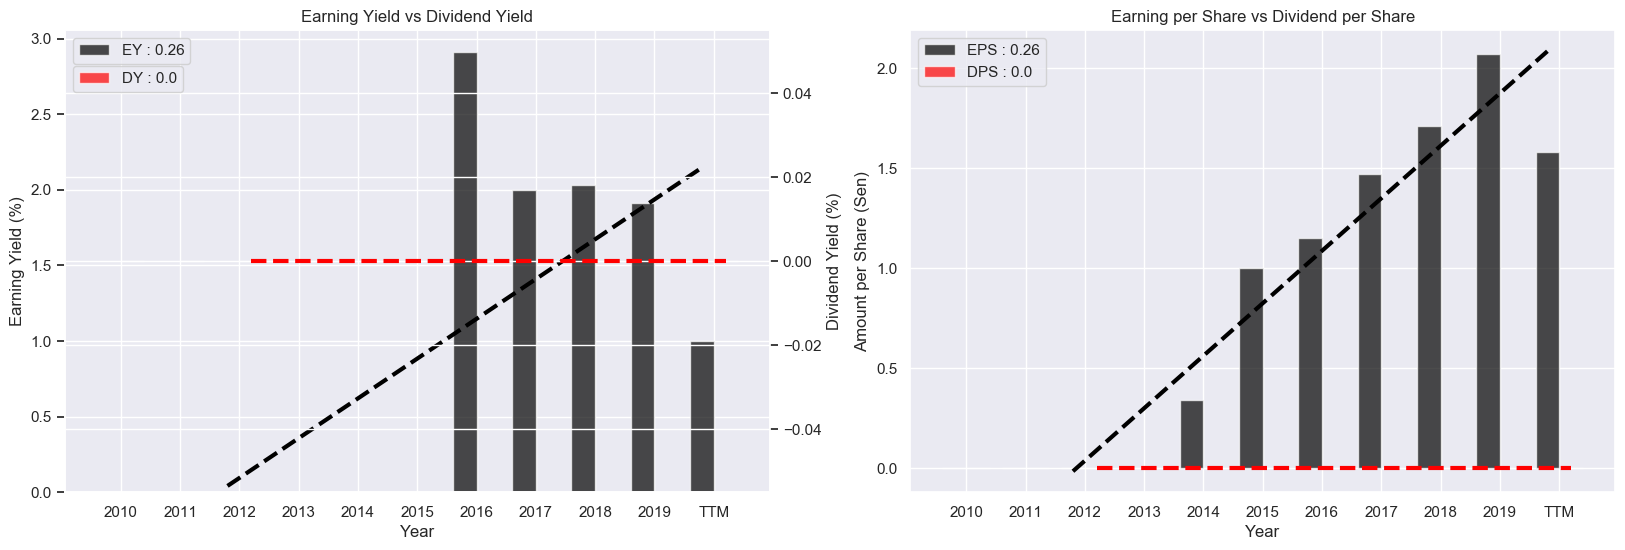 Earning Yield vs Dividend Yield
EY : 0.26
DY : 0.0
3.0
2.5
2.0
1.5
1.0
0.5
0.0
Earning Yield (%)
0.04
0.02
0.00
−0.02
−0.04
Dividend Yield (%)
2010 2011 2012 2013 2014 2015 2016 2017 2018 2019 TTM
Year
Earning per Share vs Dividend per Share
EPS : 0.26
DPS : 0.0
2.0
1.5
1.0
0.5
0.0
Amount per Share (Sen)
2010 2011 2012 2013 2014 2015 2016 2017 2018 2019 TTM
Year